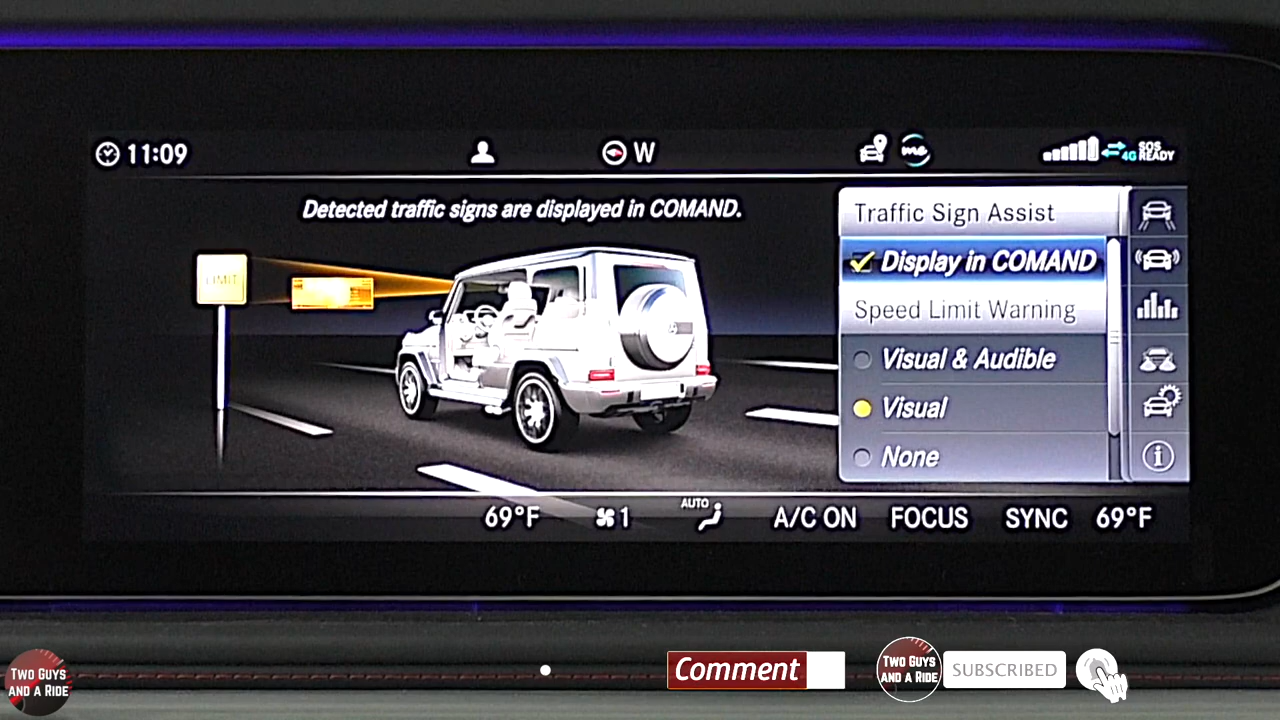 11:09
W
me
4G
SOS
READY
Detected traffic signs are displayed in COMAND.
LIMIT
Traffic Sign Assist
Display in COMAND
Speed Limit Warning
Visual & Audible
Visual
None
69°F
1
AUTO
A/C ON
FOCUS
SYNC
69°F
TWO GUYS
AND A RIDE
Comment
TWO GUYS
AND A RIDE
SUBSCRIBED